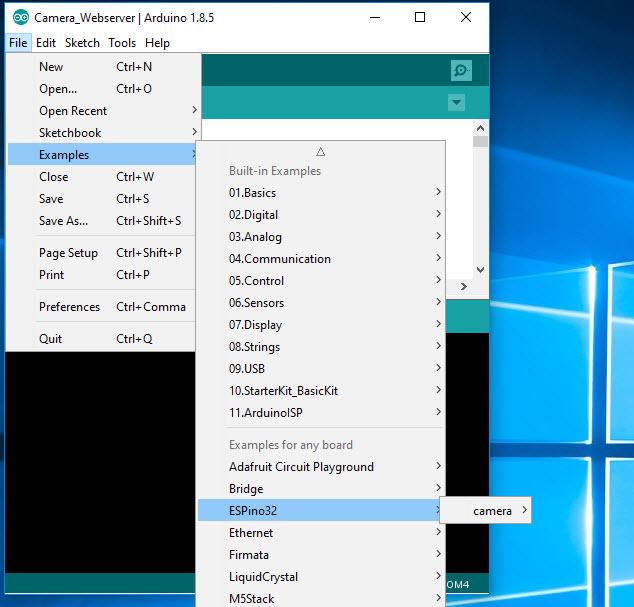 Camera_Webserver | Arduino 1.8.5
File Edit Sketch Tools Help
New Ctrl+N
Open... Ctrl+O
Open Recent
Sketchbook
Examples
Close Ctrl+W
Save Ctrl+S
Save As... Ctrl+Shift+S
Page Setup Ctrl+Shift+P
Print Ctrl+P
Preferences Ctrl+Comma
Quit Ctrl+Q
Built-in Examples
01.Basics
02.Digital
03.Analog
04.Communication
05.Control
06.Sensors
07.Display
08.Strings
09.USB
10.StarterKit_BasicKit
11.ArduinoISP
Examples for any board
Adafruit Circuit Playground
Bridge
ESPino32
camera
Ethernet
Firmata
LiquidCrystal
M5Stack
OM4